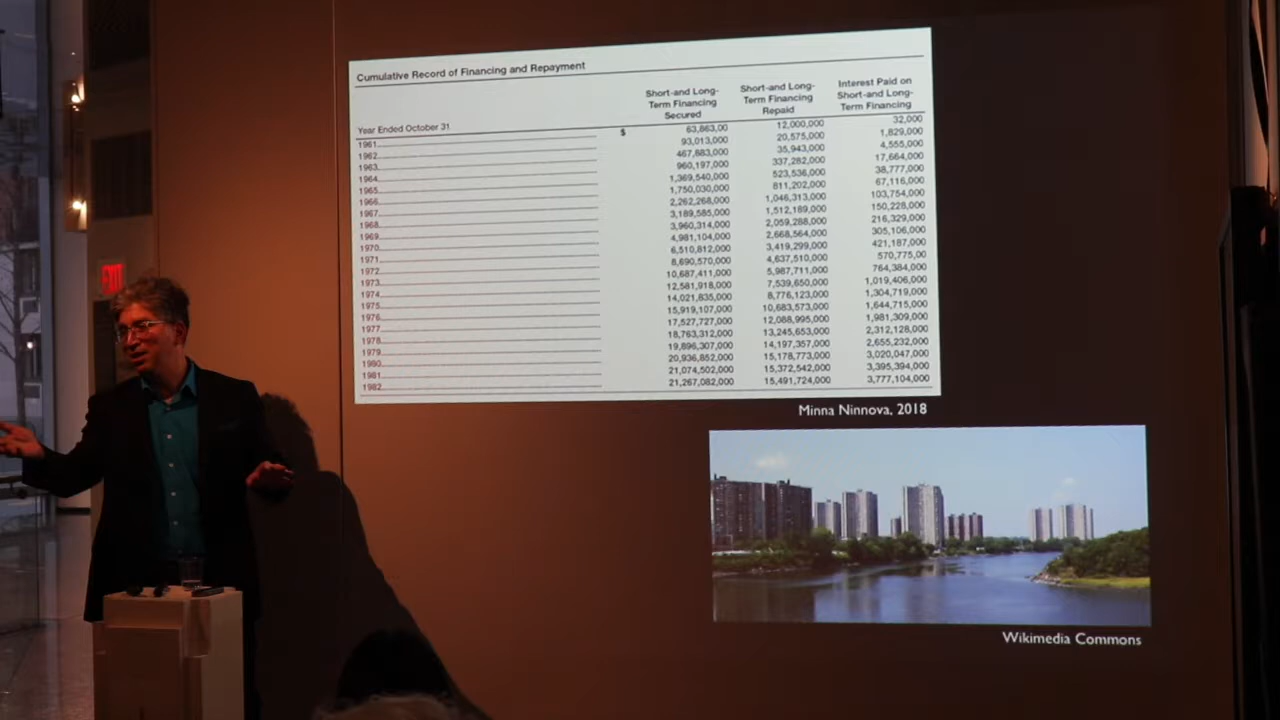 Cumulative Record of Financing and Repayment
Short-and Long- Short-and Long- Interest Paid on
Term Financing Term Financing Short-and Long-
Secured Repaid Term Financing
Year Ended October 31
1961 $ 63,863,00 12,000,000 32,000
1962 93,013,000 20,575,000 1,829,000
1963 467,883,000 35,943,000 4,555,000
1964 960,197,000 337,282,000 17,664,000
1965 1,369,540,000 523,536,000 38,777,000
1966 1,750,030,000 811,202,000 67,116,000
1967 2,262,268,000 1,046,313,000 103,754,000
1968 3,189,585,000 1,512,189,000 150,228,000
1969 3,960,314,000 2,059,288,000 216,329,000
1970 4,981,104,000 2,668,564,000 305,106,000
1971 6,510,812,000 3,419,299,000 421,187,000
1972 8,690,570,000 4,637,510,000 570,775,00
1973 10,687,411,000 5,987,711,000 764,384,000
1974 12,581,918,000 7,539,650,000 1,019,406,000
1975 14,021,835,000 8,776,123,000 1,304,719,000
1976 15,919,107,000 10,683,573,000 1,644,715,000
1977 17,527,727,000 12,088,995,000 1,981,309,000
1978 18,763,312,000 13,245,653,000 2,312,128,000
1979 19,896,307,000 14,197,357,000 2,655,232,000
1980 20,936,852,000 15,178,773,000 3,020,047,000
1981 21,074,502,000 15,372,542,000 3,395,394,000
1982 21,267,082,000 15,491,724,000 3,777,104,000
Minna Ninnova, 2018
EXIT
Wikimedia Commons